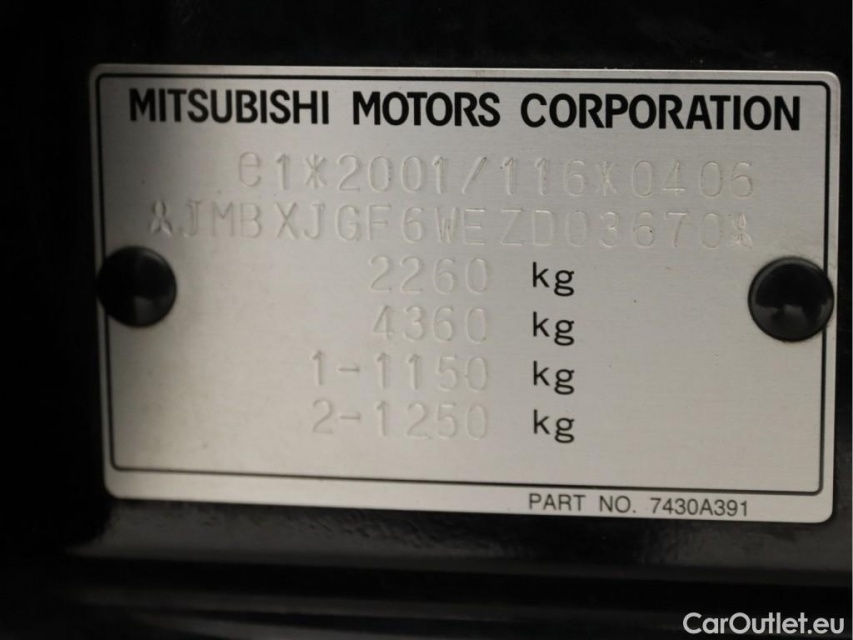 MITSUBISHI MOTORS CORPORATION
e1*2001/116*0406
*JMBXJGF6WEZD03670*
2260 kg
4360 kg
1-1150 kg
2-1250 kg
PART NO. 7430A391
CarOutlet.eu